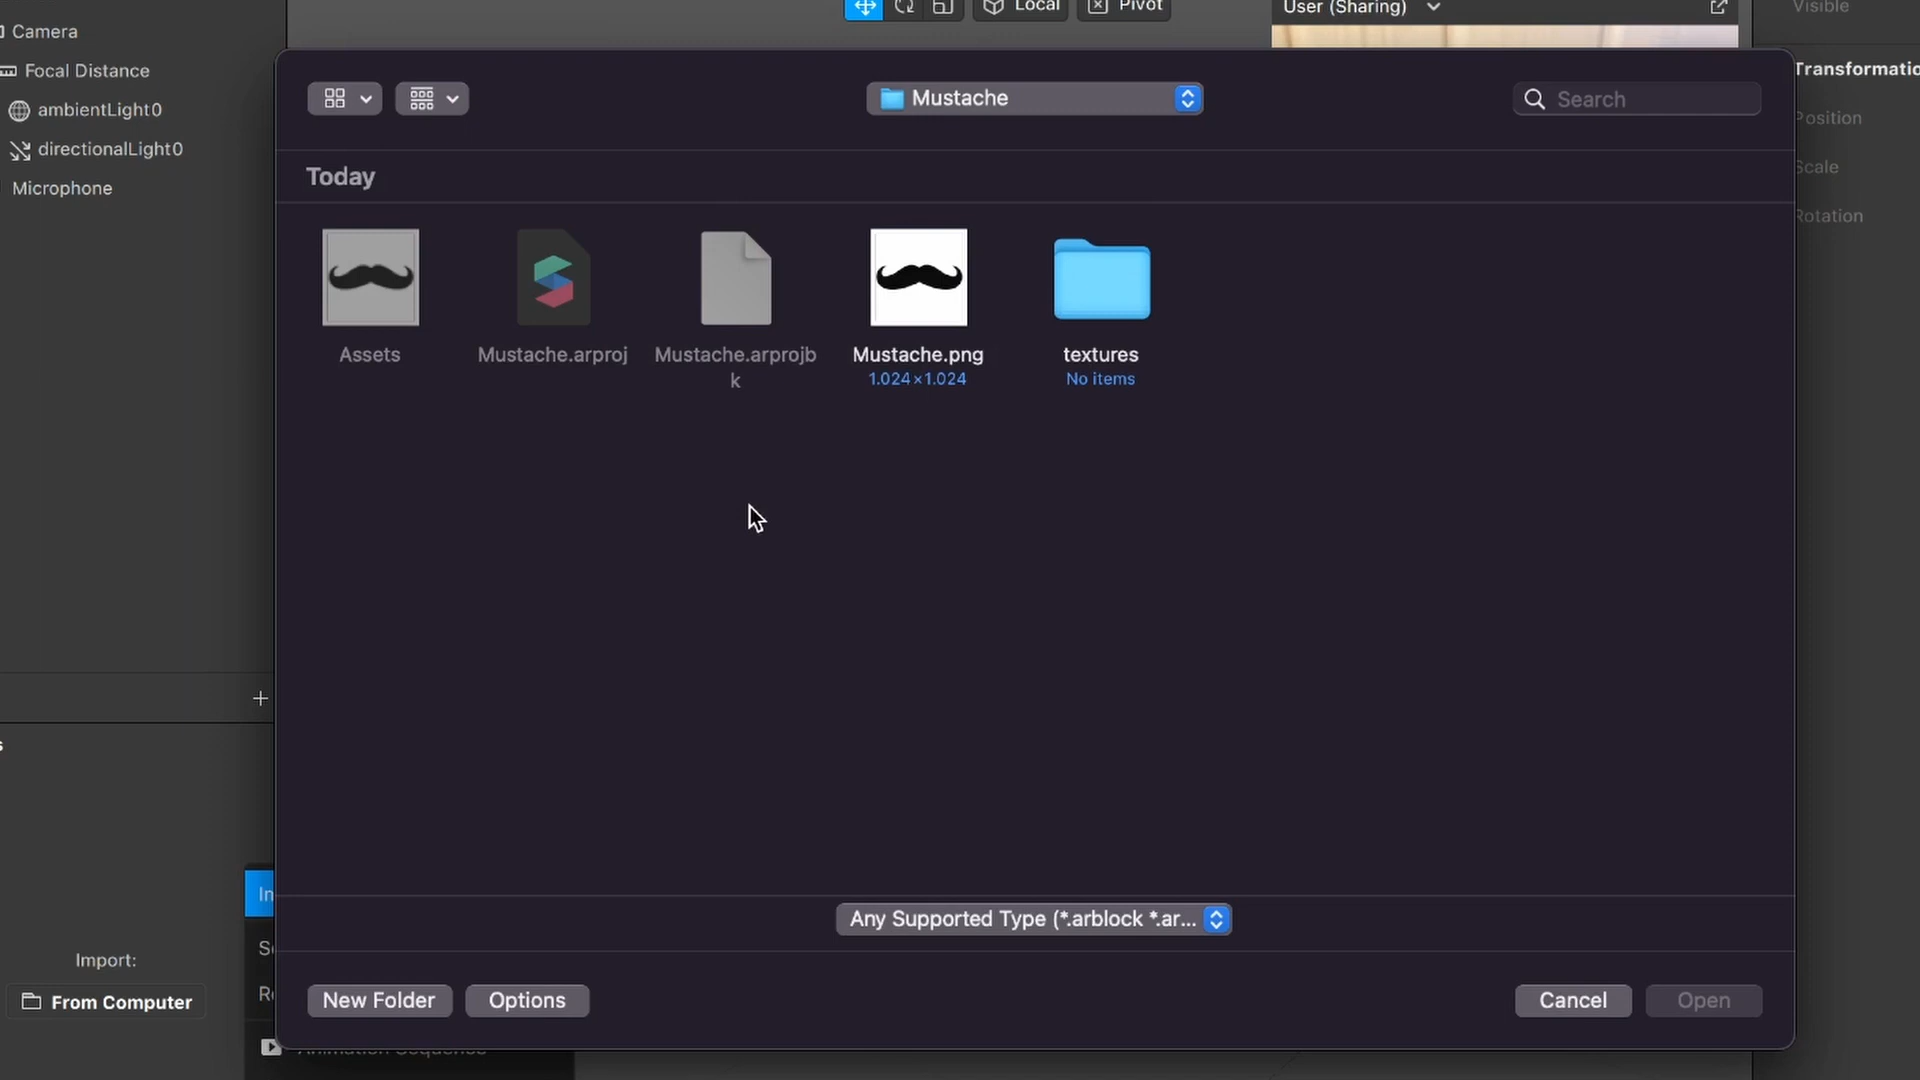 Camera
Focal Distance
ambientLight0
directionalLight0
Microphone
Local
Pivot
User (Sharing)
Visible
Mustache
Search
Transformatio
Position
Scale
Rotation
Today
Assets
Mustache.arproj
Mustache.arprojb
k
Mustache.png
1.024×1.024
textures
No items
Any Supported Type (*.arblock *.ar...
Import:
From Computer
New Folder
Options
Cancel
Open